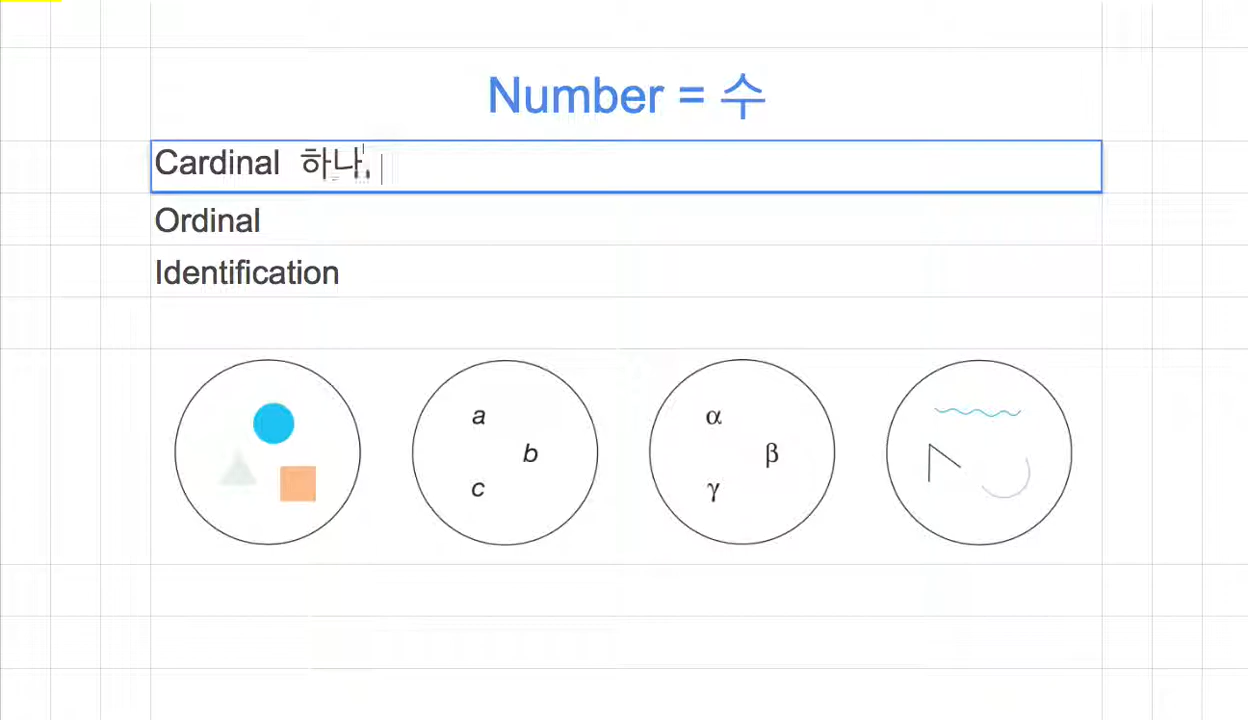 Number = 수
Cardinal 하나,
Ordinal
Identification
a
b
c
α
β
γ